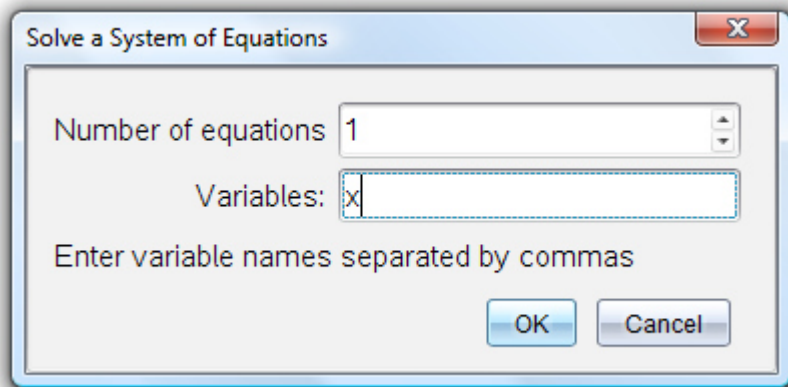 Solve a System of Equations
Number of equations 1
Variables: x
Enter variable names separated by commas
OK Cancel